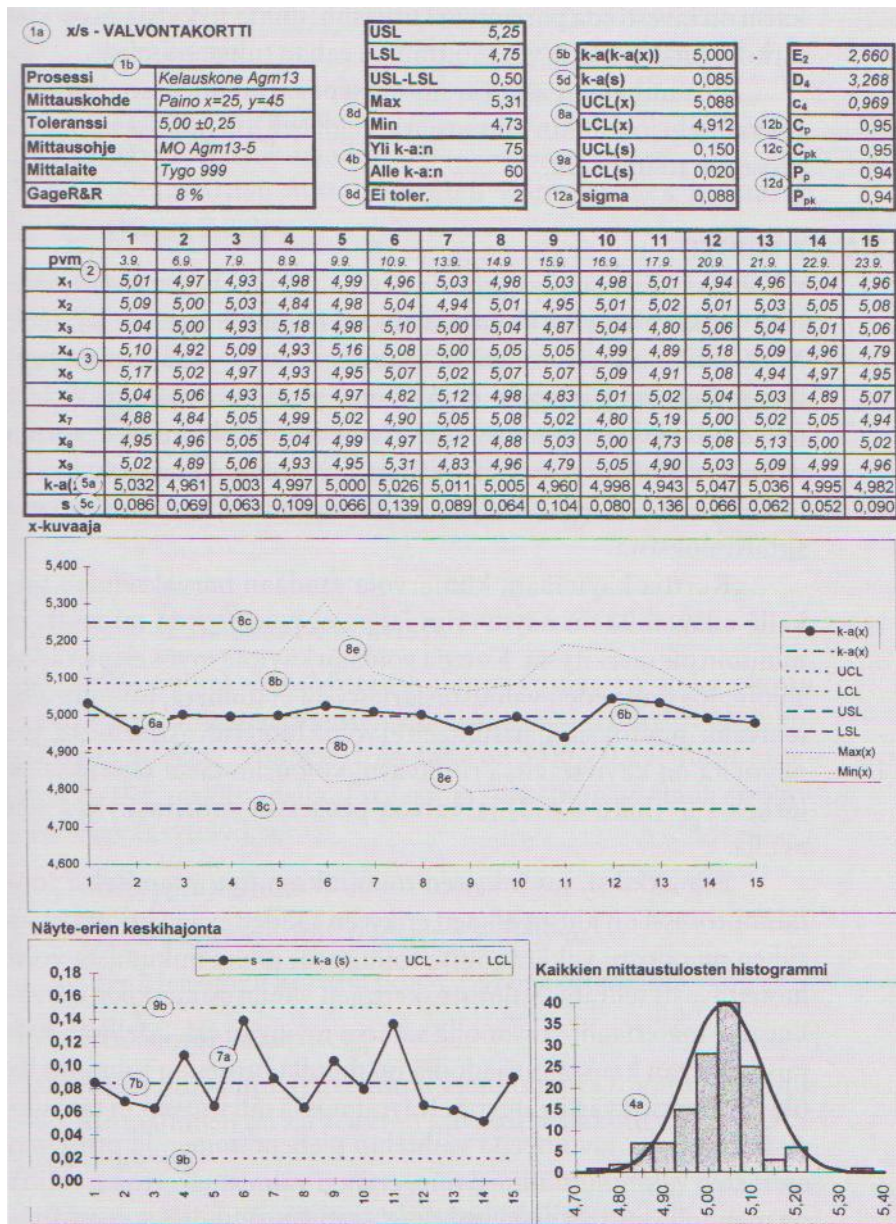 1a x/s - VALVONTAKORTTI
1b
Prosessi Kelauskone Agm13
Mittauskohde Paino x=25, y=45
Toleranssi 5,00 ±0,25
Mittausohje MO Agm13-5
Mittalaite Tygo 999
GageR&R 8 %
USL 5,25
LSL 4,75
USL-LSL 0,50
8d Max 5,31
Min 4,73
4b Yli k-a:n 75
Alle k-a:n 60
8d Ei toler. 2
5b k-a(k-a(x)) 5,000
5d k-a(s) 0,085
8a UCL(x) 5,088
LCL(x) 4,912
9a UCL(s) 0,150
LCL(s) 0,020
12a sigma 0,088
E2 2,660
D4 3,268
c4 0,969
12b Cp 0,95
12c Cpk 0,95
12d Pp 0,94
Ppk 0,94
1 2 3 4 5 6 7 8 9 10 11 12 13 14 15
pvm 3.9. 6.9. 7.9. 8.9. 9.9. 10.9. 13.9. 14.9. 15.9. 16.9. 17.9. 20.9. 21.9. 22.9. 23.9.
x1 2 5,01 4,97 4,93 4,98 4,99 4,96 5,03 4,98 5,03 4,98 5,01 4,94 4,96 5,04 4,96
x2 5,09 5,00 5,03 4,84 4,98 5,04 4,94 5,01 4,95 5,01 5,02 5,01 5,03 5,05 5,08
x3 5,04 5,00 4,93 5,18 4,98 5,10 5,00 5,04 4,87 5,04 4,80 5,06 5,04 5,01 5,06
x4 3 5,10 4,92 5,09 4,93 5,16 5,08 5,00 5,05 5,05 4,99 4,89 5,18 5,09 4,96 4,79
x5 5,17 5,02 4,97 4,93 4,95 5,07 5,02 5,07 5,07 5,09 4,91 5,08 4,94 4,97 4,95
x6 5,04 5,06 4,93 5,15 4,97 4,82 5,12 4,98 4,83 5,01 5,02 5,04 5,03 4,89 5,07
x7 4,88 4,84 5,05 4,99 5,02 4,90 5,05 5,08 5,02 4,80 5,19 5,00 5,02 5,05 4,94
x8 4,95 4,96 5,05 5,04 4,99 4,97 5,12 4,88 5,03 5,00 4,73 5,08 5,13 5,00 5,02
x9 5,02 4,89 5,06 4,93 4,95 5,31 4,83 4,96 4,79 5,05 4,90 5,03 5,09 4,99 4,96
k-a( 5a 5,032 4,961 5,003 4,997 5,000 5,026 5,011 5,005 4,960 4,998 4,943 5,047 5,036 4,995 4,982
s 5c 0,086 0,069 0,063 0,109 0,066 0,139 0,089 0,064 0,104 0,080 0,136 0,066 0,062 0,052 0,090
x-kuvaaja
5,400
5,300
5,200
5,100
5,000
4,900
4,800
4,700
4,600
8c
8e
8b
6a
6b
8b
8e
8c
2 3 4 5 6 7 8 9 10 11 12 13 14 15
k-a(x)
k-a(x)
UCL
LCL
USL
LSL
Max(x)
Min(x)
Näyte-erien keskihajonta
s k-a (s) UCL LCL
0,18
0,16
0,14
0,12
0,10
0,08
0,06
0,04
0,02
0,00
9b
7a
7b
9b
1 2 3 4 5 6 7 8 9 10 11 12 13 14 15
Kaikkien mittaustulosten histogrammi
40
35
30
25
20
15
10
5
0
4a
4,70 4,80 4,90 5,00 5,10 5,20 5,30 5,40